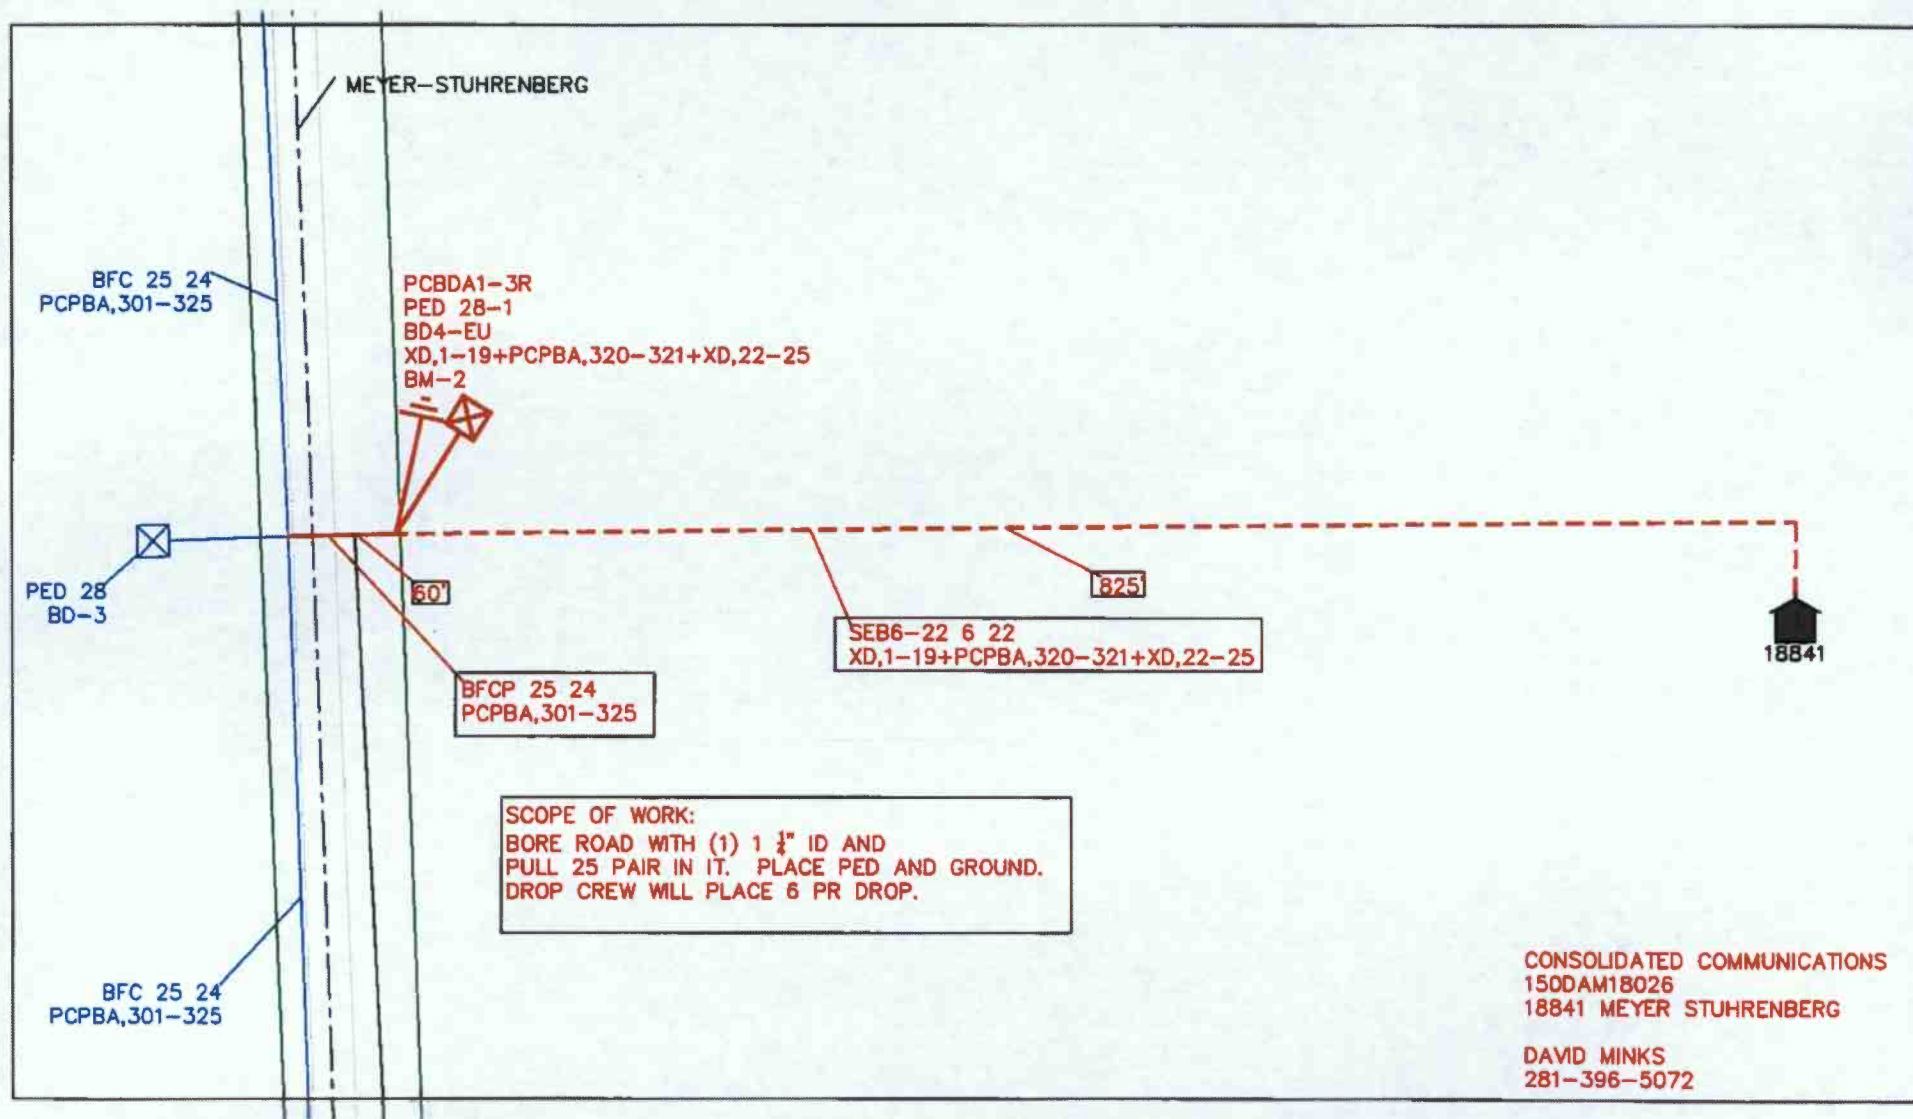 MEYER-STUHRENBERG
BFC 25 24
PCPBA,301-325
PCBDA1-3R
PED 28-1
BD4-EU
XD,1-19+PCPBA,320-321+XD,22-25
BM-2
PED 28
BD-3
60'
825'
SEB6-22 6 22
XD,1-19+PCPBA,320-321+XD,22-25
18841
BFCP 25 24
PCPBA,301-325
SCOPE OF WORK:
BORE ROAD WITH (1) 1 ID AND
PULL 25 PAIR IN IT. PLACE PED AND GROUND.
DROP CREW WILL PLACE 6 PR DROP.
BFC 25 24
PCPBA,301-325
CONSOLIDATED COMMUNICATIONS
150DAM18026
18841 MEYER STUHRENBERG
DAVID MINKS
281-396-5072